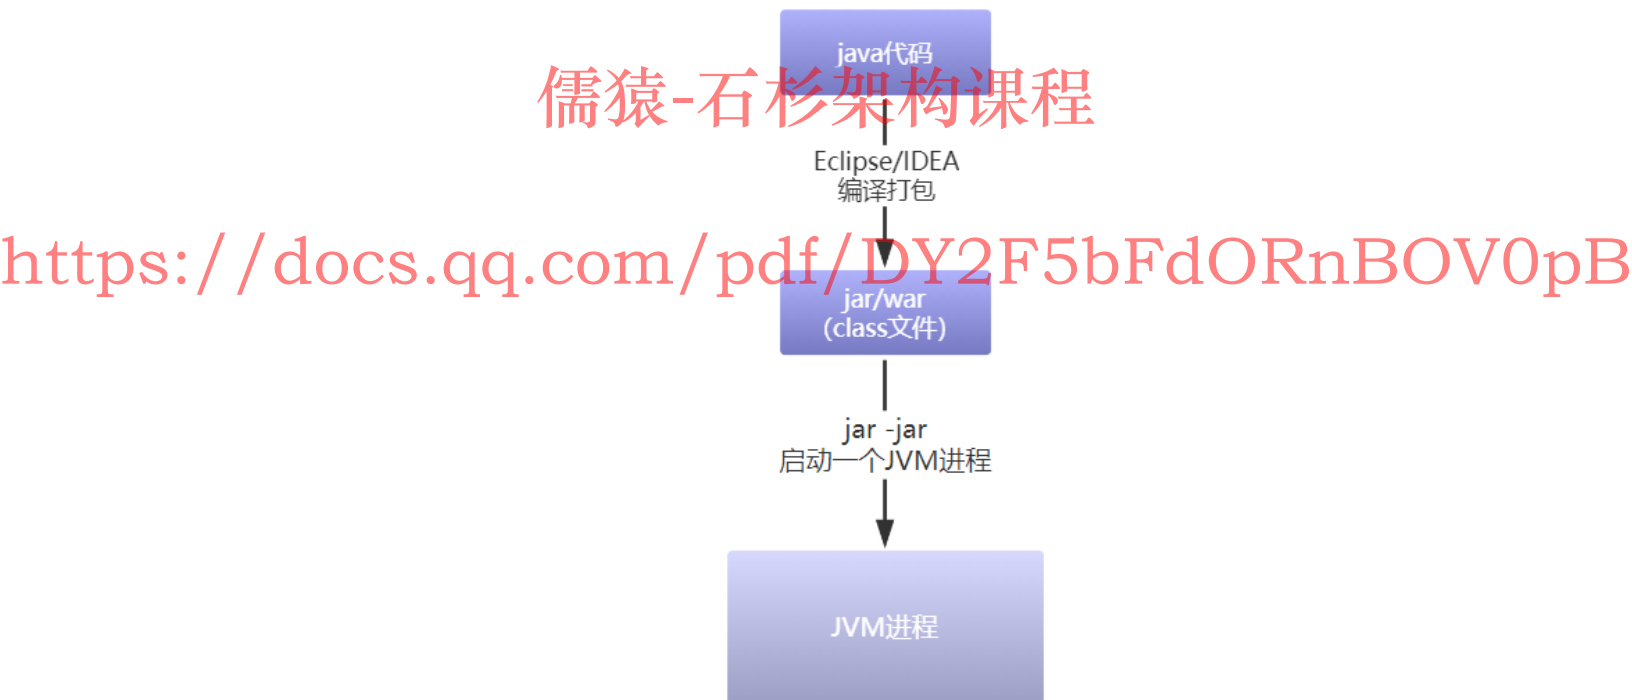 java代码
儒猿-石杉架构课程
Eclipse/IDEA
编译打包
https://docs.qq.com/pdf/DY2F5bFdORnBOV0pB
jar/war
(class文件)
jar -jar
启动一个JVM进程
JVM进程